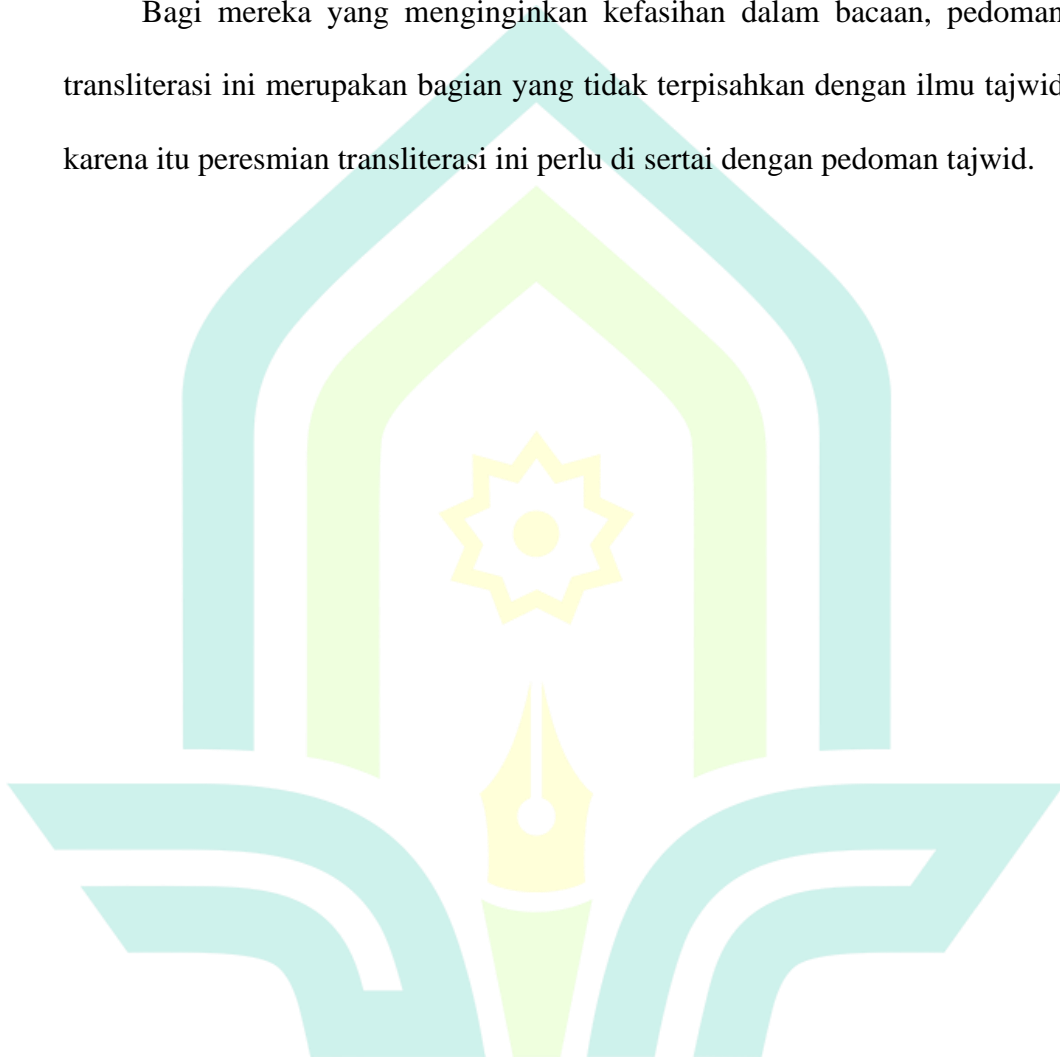 Bagi mereka yang menginginkan kefasihan dalam bacaan, pedoman
transliterasi ini merupakan bagian yang tidak terpisahkan dengan ilmu tajwid
karena itu peresmian transliterasi ini perlu di sertai dengan pedoman tajwid.